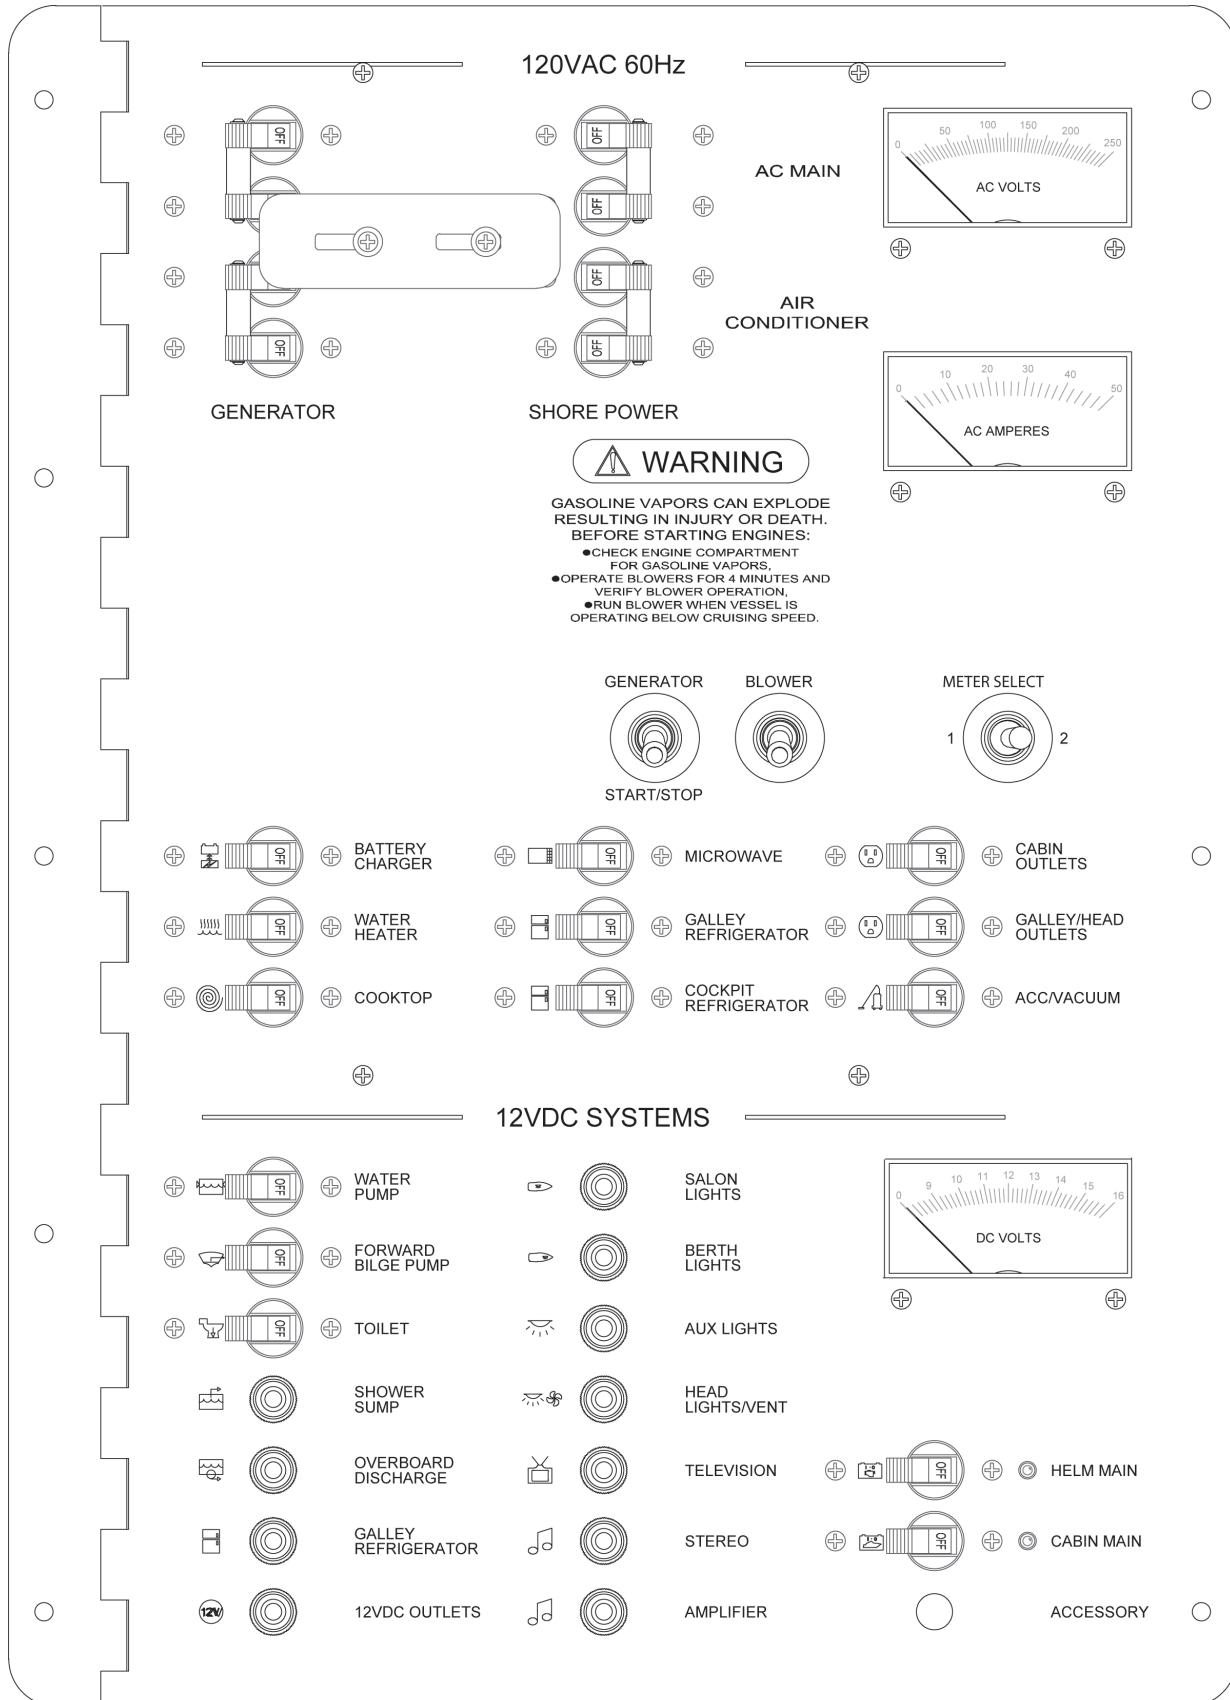 120VAC 60Hz
OFF
OFF
0 50 100 150 200 250
AC VOLTS
AC MAIN
OFF
OFF
OFF
AIR
CONDITIONER
OFF
OFF
0 10 20 30 40 50
AC AMPERES
GENERATOR
SHORE POWER
WARNING
GASOLINE VAPORS CAN EXPLODE
RESULTING IN INJURY OR DEATH.
BEFORE STARTING ENGINES:
●CHECK ENGINE COMPARTMENT
FOR GASOLINE VAPORS,
●OPERATE BLOWERS FOR 4 MINUTES AND
VERIFY BLOWER OPERATION,
●RUN BLOWER WHEN VESSEL IS
OPERATING BELOW CRUISING SPEED.
GENERATOR
START/STOP
BLOWER
METER SELECT
1 2
OFF
BATTERY
CHARGER
OFF
MICROWAVE
OFF
CABIN
OUTLETS
OFF
WATER
HEATER
OFF
GALLEY
REFRIGERATOR
OFF
GALLEY/HEAD
OUTLETS
OFF
COOKTOP
OFF
COCKPIT
REFRIGERATOR
OFF
ACC/VACUUM
12VDC SYSTEMS
OFF
WATER
PUMP
SALON
LIGHTS
0 9 10 11 12 13 14 15 16
DC VOLTS
OFF
FORWARD
BILGE PUMP
BERTH
LIGHTS
OFF
TOILET
AUX LIGHTS
SHOWER
SUMP
HEAD
LIGHTS/VENT
OVERBOARD
DISCHARGE
TELEVISION
OFF
HELM MAIN
GALLEY
REFRIGERATOR
STEREO
OFF
CABIN MAIN
12V
12VDC OUTLETS
AMPLIFIER
ACCESSORY